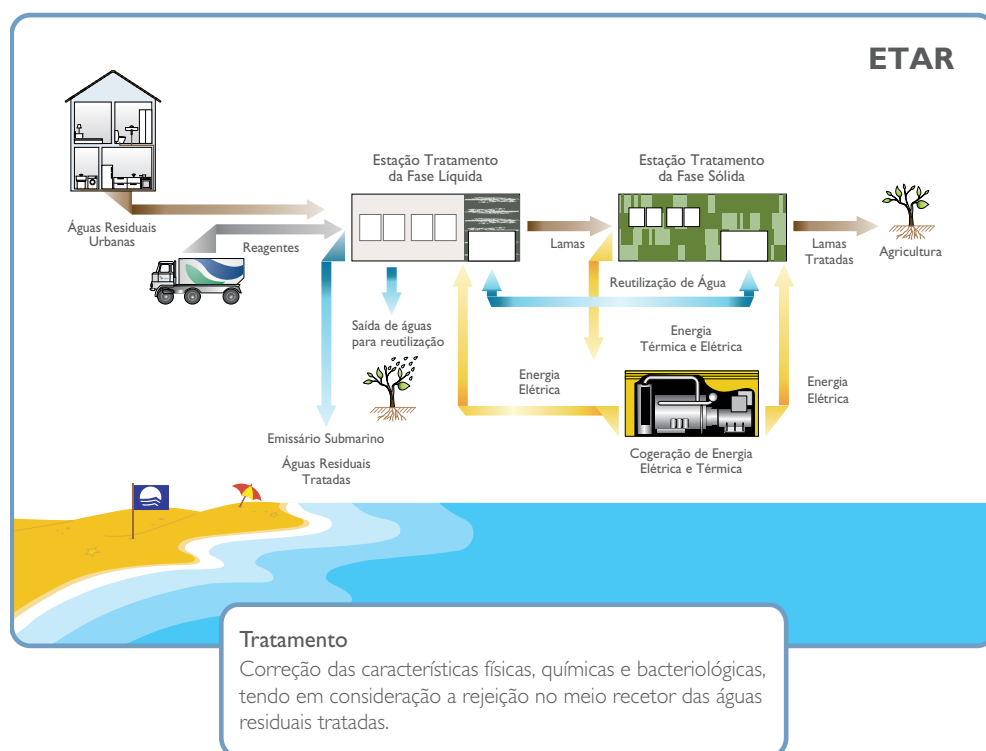 ETAR
Estação Tratamento
da Fase Líquida
Estação Tratamento
da Fase Sólida
Águas Residuais
Urbanas
Reagentes
Lamas
Lamas
Tratadas
Agricultura
Reutilização de Água
Saída de águas
para reutilização
Energia
Térmica e Elétrica
Energia
Elétrica
Energia
Elétrica
Emissário Submarino
Águas Residuais
Tratadas
Cogeração de Energia
Elétrica e Térmica
Tratamento
Correção das características físicas, químicas e bacteriológicas,
tendo em consideração a rejeição no meio recetor das águas
residuais tratadas.